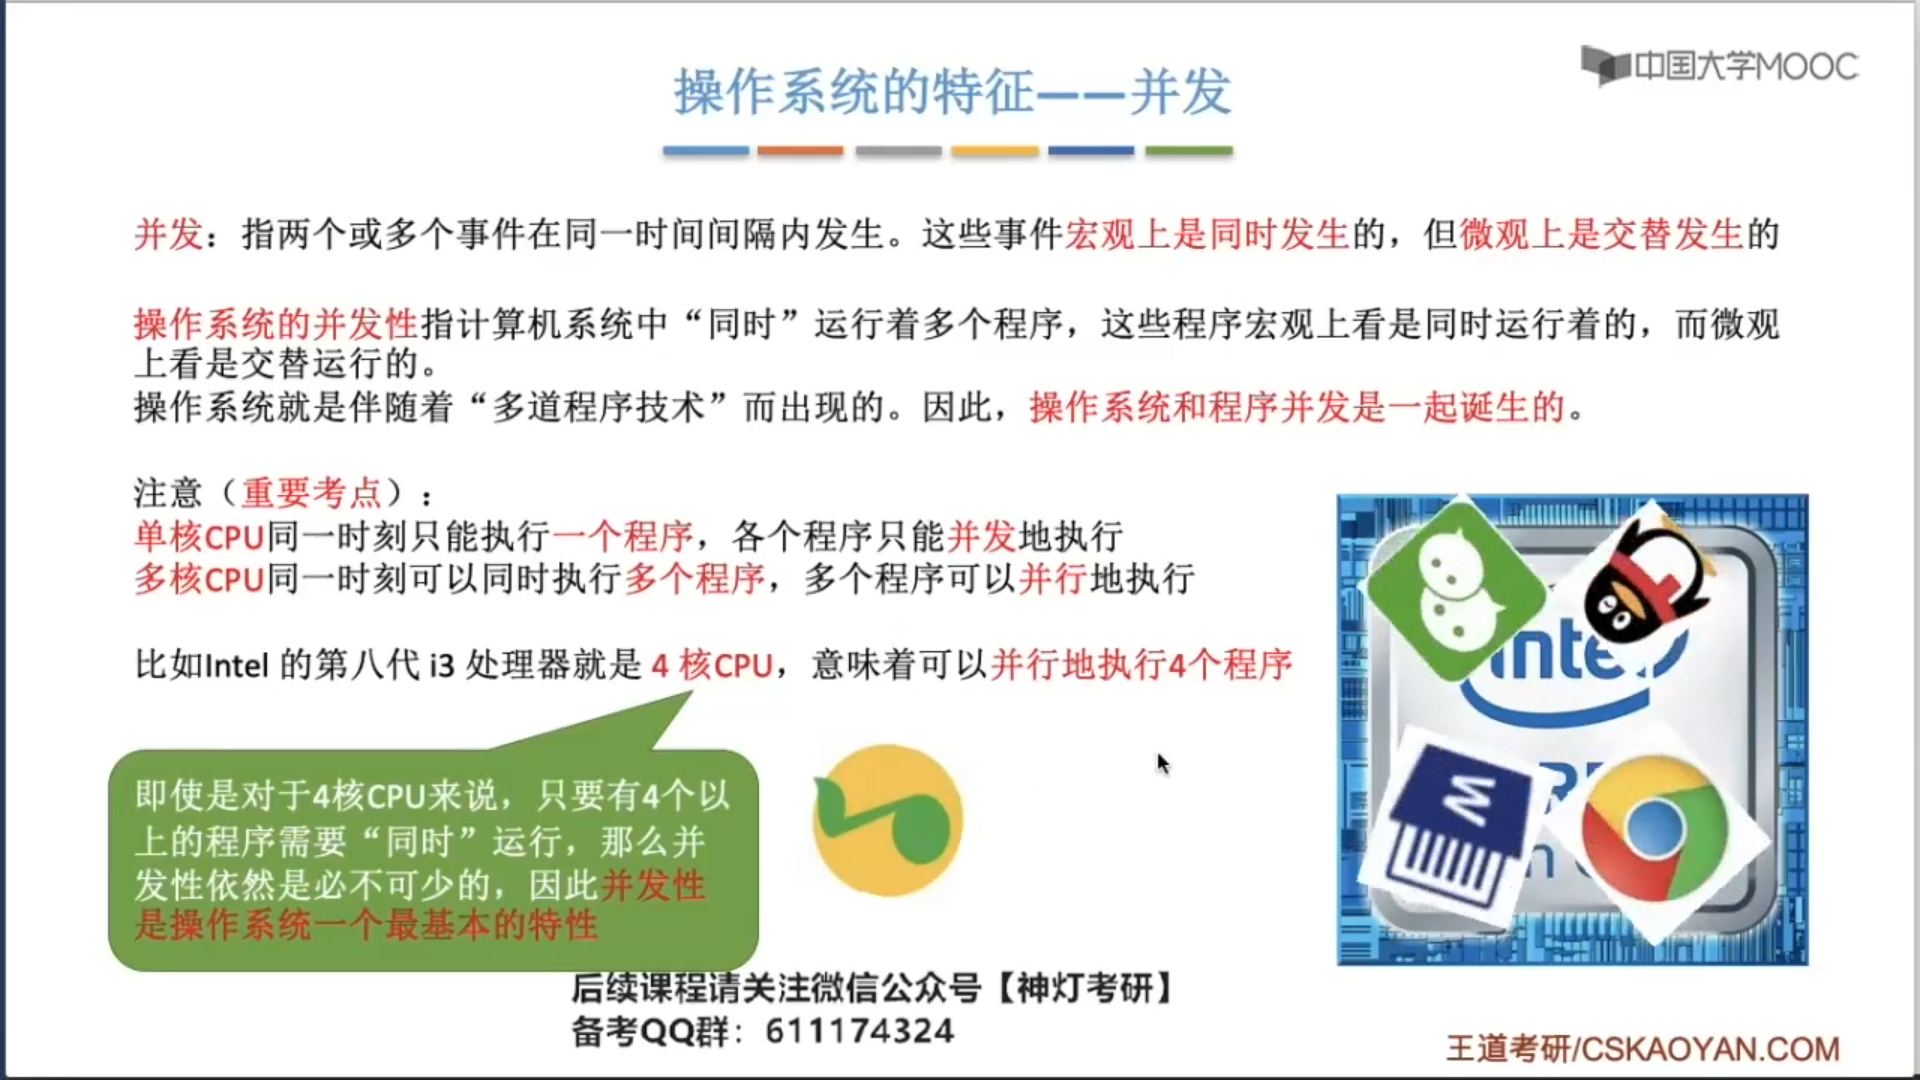 中国大学MOOC
操作系统的特征——并发
并发：指两个或多个事件在同一时间间隔内发生。这些事件宏观上是同时发生的，但微观上是交替发生的
操作系统的并发性指计算机系统中“同时”运行着多个程序，这些程序宏观上看是同时运行着的，而微观
上看是交替运行的。
操作系统就是伴随着“多道程序技术”而出现的。因此，操作系统和程序并发是一起诞生的。
注意（重要考点）：
单核CPU同一时刻只能执行一个程序，各个程序只能并发地执行
多核CPU同一时刻可以同时执行多个程序，多个程序可以并行地执行
比如Intel 的第八代 i3 处理器就是 4 核CPU，意味着可以并行地执行4个程序
即使是对于4核CPU来说，只要有4个以
上的程序需要“同时”运行，那么并
发性依然是必不可少的，因此并发性
是操作系统一个最基本的特性
后续课程请关注微信公众号【神灯考研】
备考QQ群：611174324
王道考研/CSKAOYAN.COM